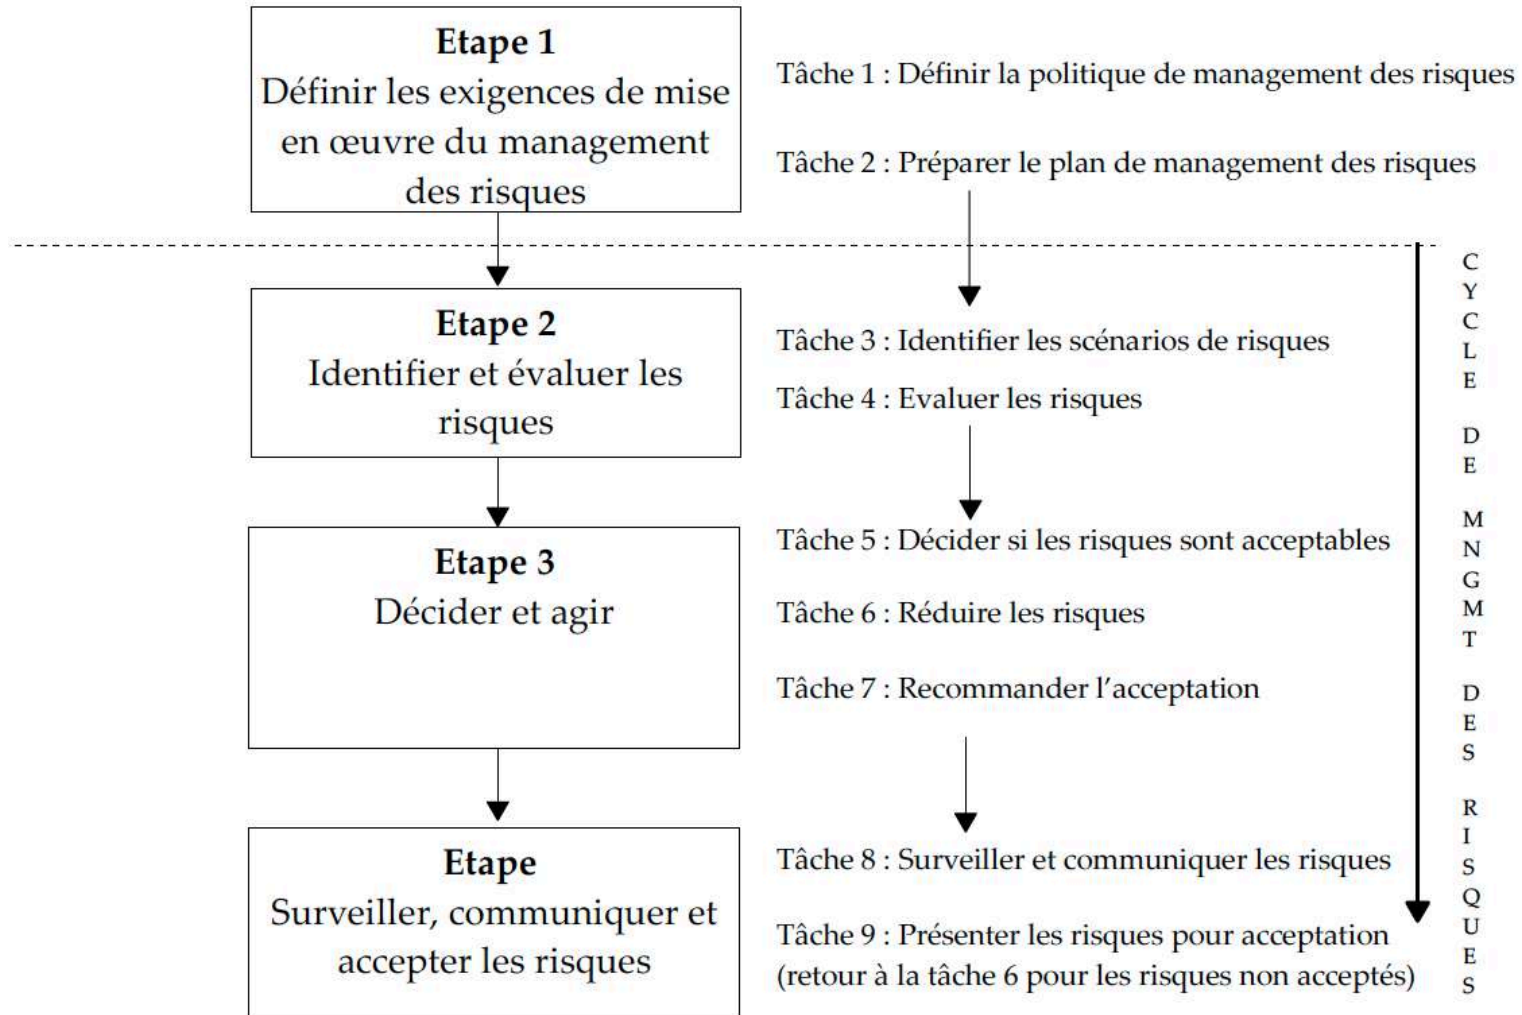 Etape 1
Définir les exigences de mise
en œuvre du management
des risques
Tâche 1 : Définir la politique de management des risques
Tâche 2 : Préparer le plan de management des risques
Etape 2
Identifier et évaluer les
risques
Tâche 3 : Identifier les scénarios de risques
Tâche 4 : Evaluer les risques
Etape 3
Décider et agir
Tâche 5 : Décider si les risques sont acceptables
Tâche 6 : Réduire les risques
Tâche 7 : Recommander l’acceptation
Etape
Surveiller, communiquer et
accepter les risques
Tâche 8 : Surveiller et communiquer les risques
Tâche 9 : Présenter les risques pour acceptation
(retour à la tâche 6 pour les risques non acceptés)
CYCLE DE MNGMT DES RISQUES